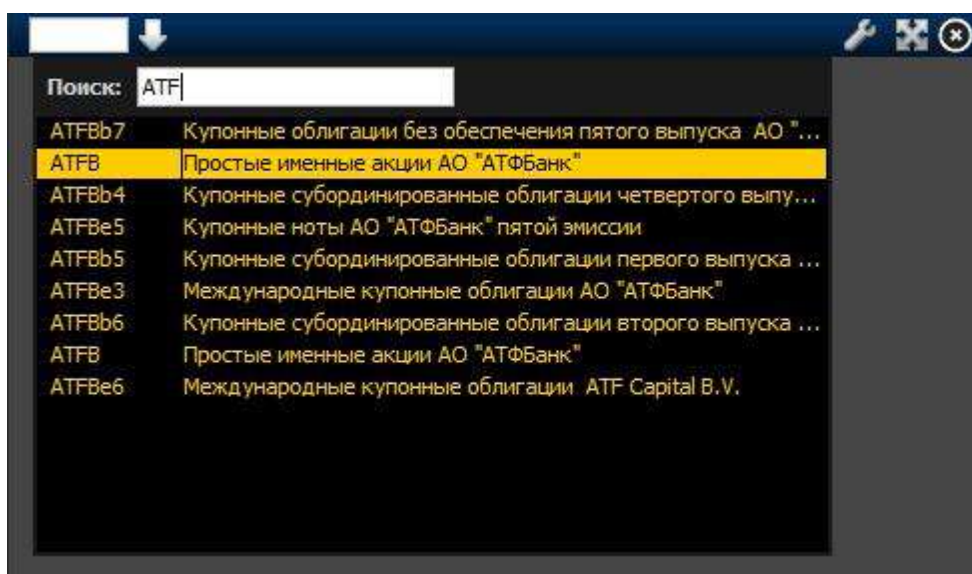 Поиск: ATF
ATFBb7 Купонные облигации без обеспечения пятого выпуска АО "...
ATFB Простые именные акции АО "АТФБанк"
ATFBb4 Купонные субординированные облигации четвертого выпу...
ATFBe5 Купонные ноты АО "АТФБанк" пятой эмиссии
ATFBb5 Купонные субординированные облигации первого выпуска ...
ATFBe3 Международные купонные облигации АО "АТФБанк"
ATFBb6 Купонные субординированные облигации второго выпуска ...
ATFB Простые именные акции АО "АТФБанк"
ATFBe6 Международные купонные облигации ATF Capital B.V.